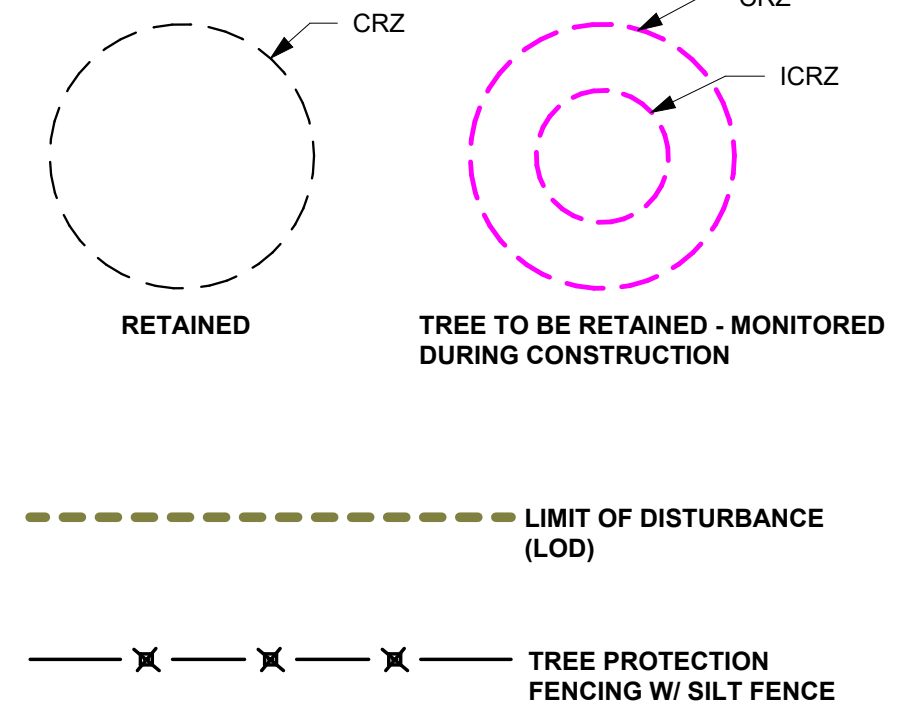 CRZ
CRZ
ICRZ
RETAINED
TREE TO BE RETAINED - MONITORED
DURING CONSTRUCTION
LIMIT OF DISTURBANCE
(LOD)
TREE PROTECTION
FENCING W/ SILT FENCE